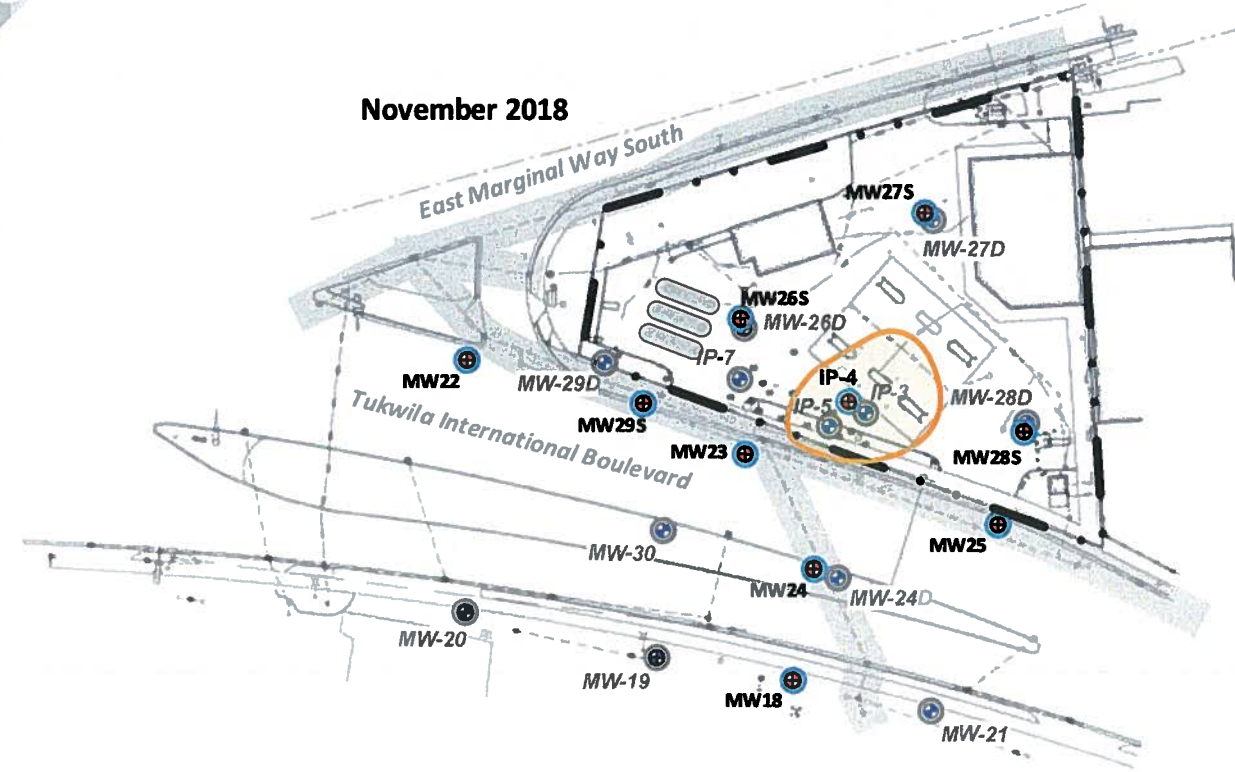 November 2018
East Marginal Way South
MW27S
MW-27D
MW26S
MW-26D
IP-7
MW22
MW-29D
IP-4
IP-3
MW-28D
IP-5
MW29S
Tukwila International Boulevard
MW23
MW28S
MW25
MW-30
MW24
MW-24D
MW-20
MW-19
MW18
MW-21